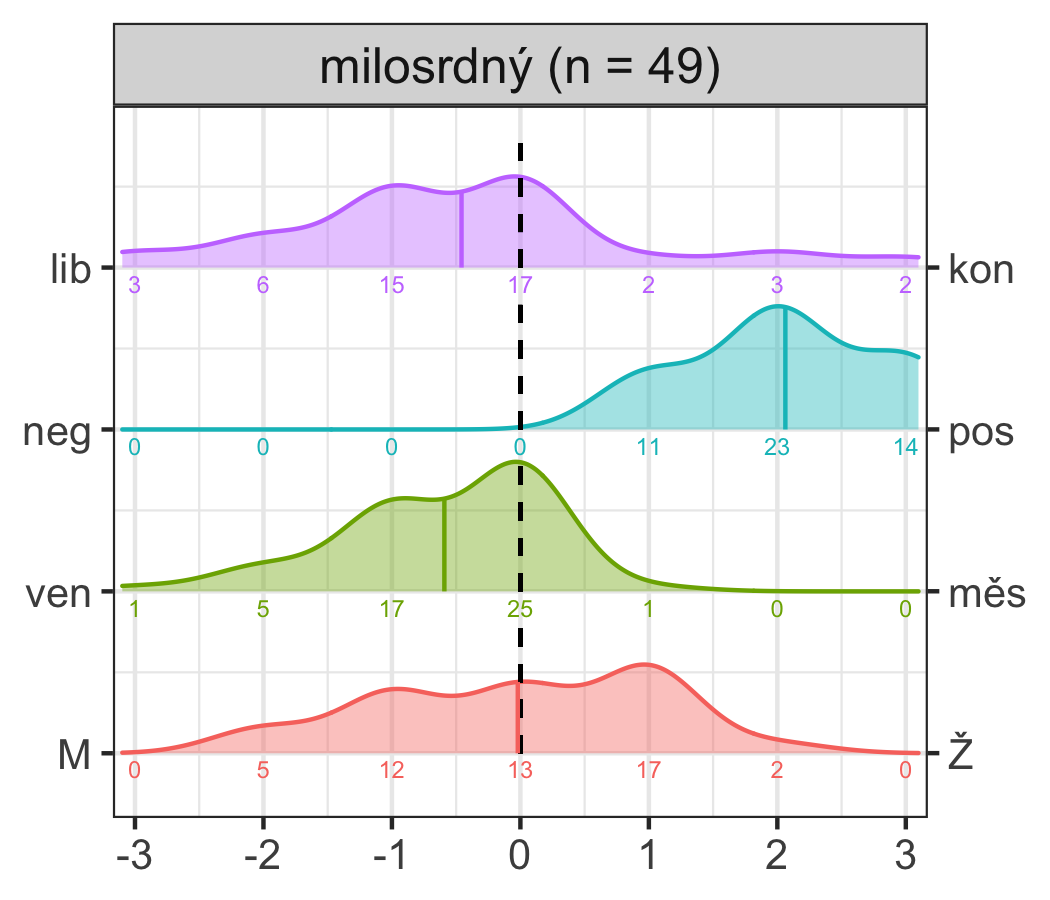 milosrdný (n = 49)
lib kon
3 6 15 17 2 3 2
neg pos
0 0 0 0 11 23 14
ven měs
1 5 17 25 1 0 0
M Ž
0 5 12 13 17 2 0
-3 -2 -1 0 1 2 3